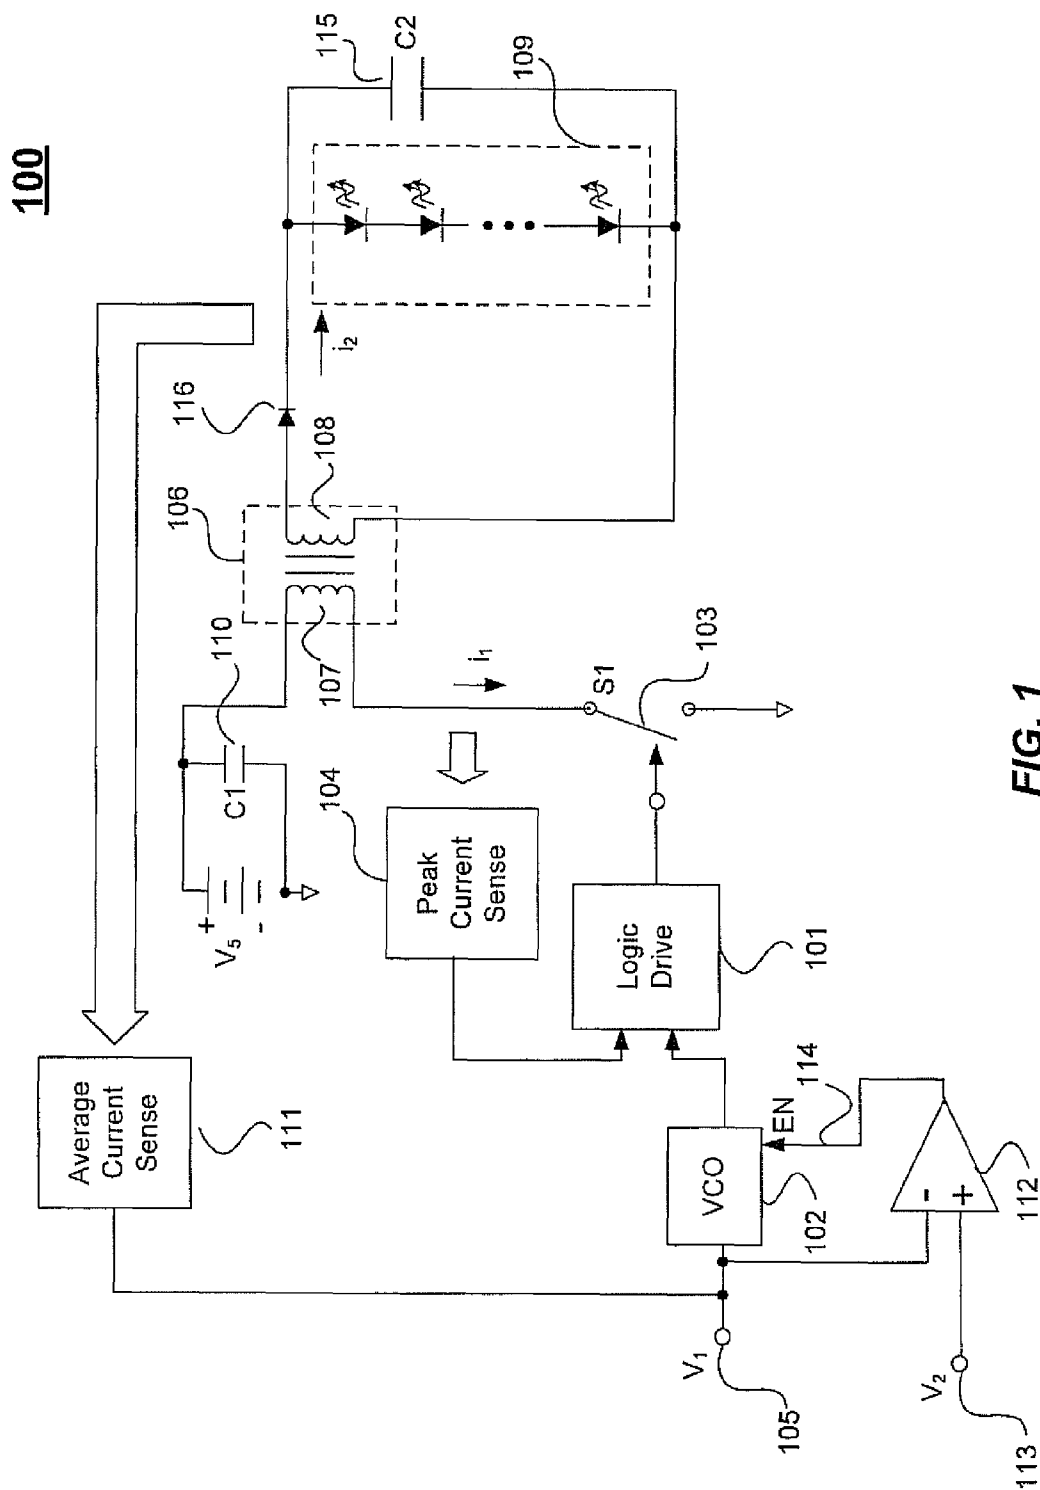 100
Average
Current
Sense
111
V₅
+
-
C1
110
106
116
115
C2
109
i₂
108
107
104
Peak
Current
Sense
i₁
S1
103
Logic
Drive
101
VCO
102
EN
114
V₁
105
-
+
112
V₂
113
FIG. 1